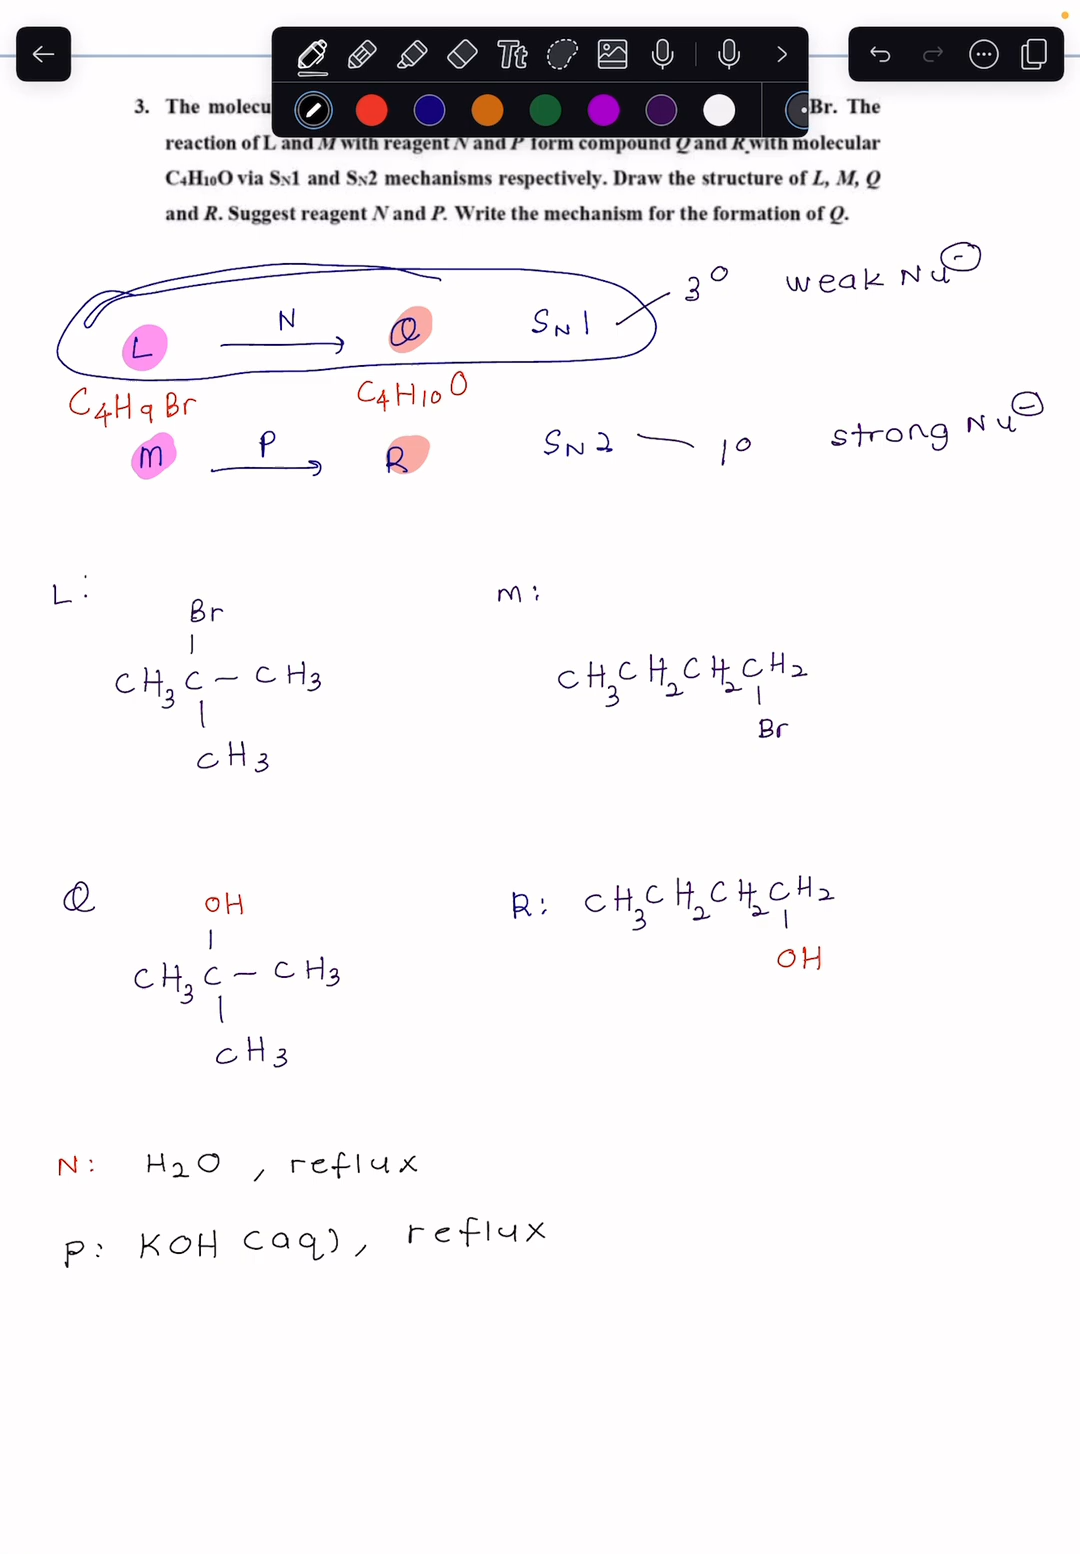 Tt
3. The molecu Br. The
reaction of L and M with reagent N and P form compound Q and R with molecular
C₄H₁₀O via SN1 and SN2 mechanisms respectively. Draw the structure of L, M, Q
and R. Suggest reagent N and P. Write the mechanism for the formation of Q.
L N Q SN1 3° weak Nu⊖
C₄H₉Br C₄H₁₀O
M P R SN2 1° strong Nu⊖
L: M:
Br
CH₃C-CH₃ CH₃CH₂CH₂CH₂
CH₃ Br
Q OH R: CH₃CH₂CH₂CH₂
CH₃C-CH₃ OH
CH₃
N: H₂O, reflux
P: KOH (aq), reflux